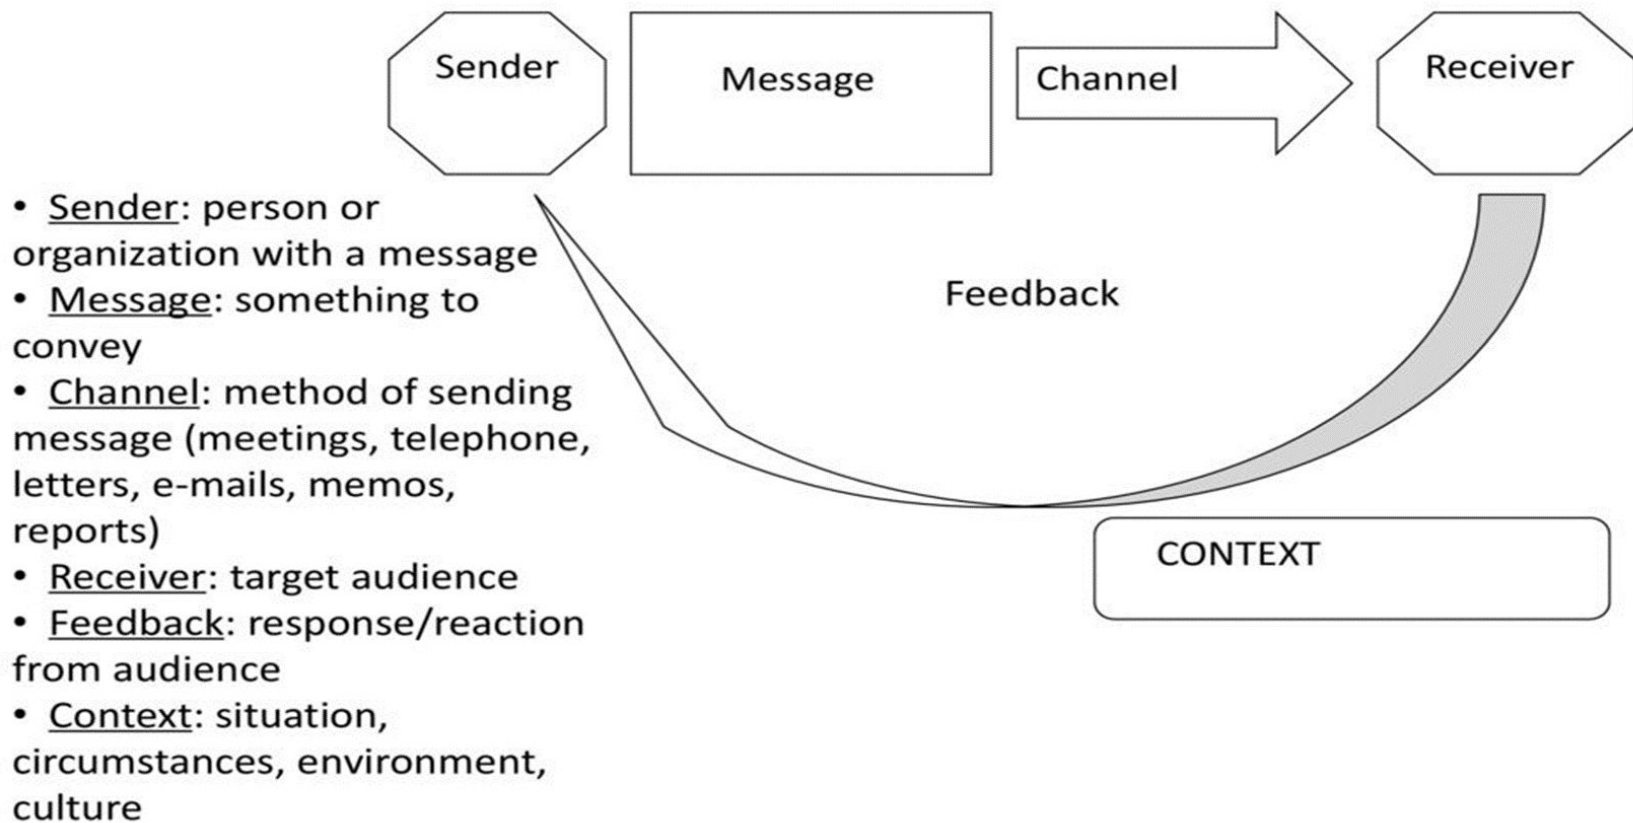 Sender
Message
Channel
Receiver
• Sender: person or
organization with a message
• Message: something to
convey
• Channel: method of sending
message (meetings, telephone,
letters, e-mails, memos,
reports)
• Receiver: target audience
• Feedback: response/reaction
from audience
• Context: situation,
circumstances, environment,
culture
Feedback
CONTEXT